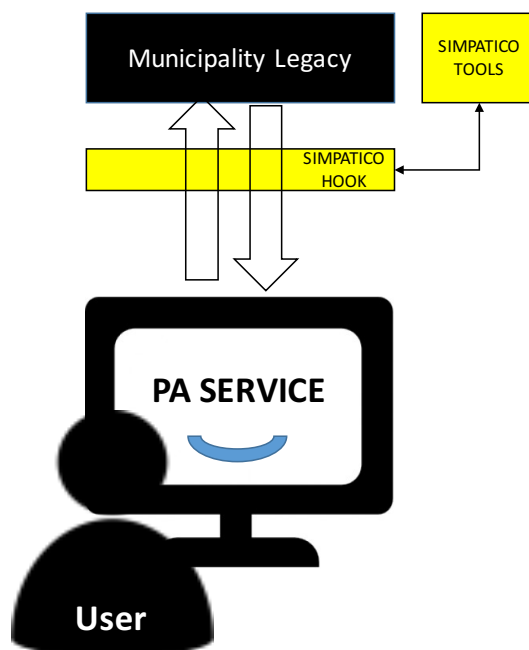 Municipality Legacy
SIMPATICO
TOOLS
SIMPATICO
HOOK
PA SERVICE
User